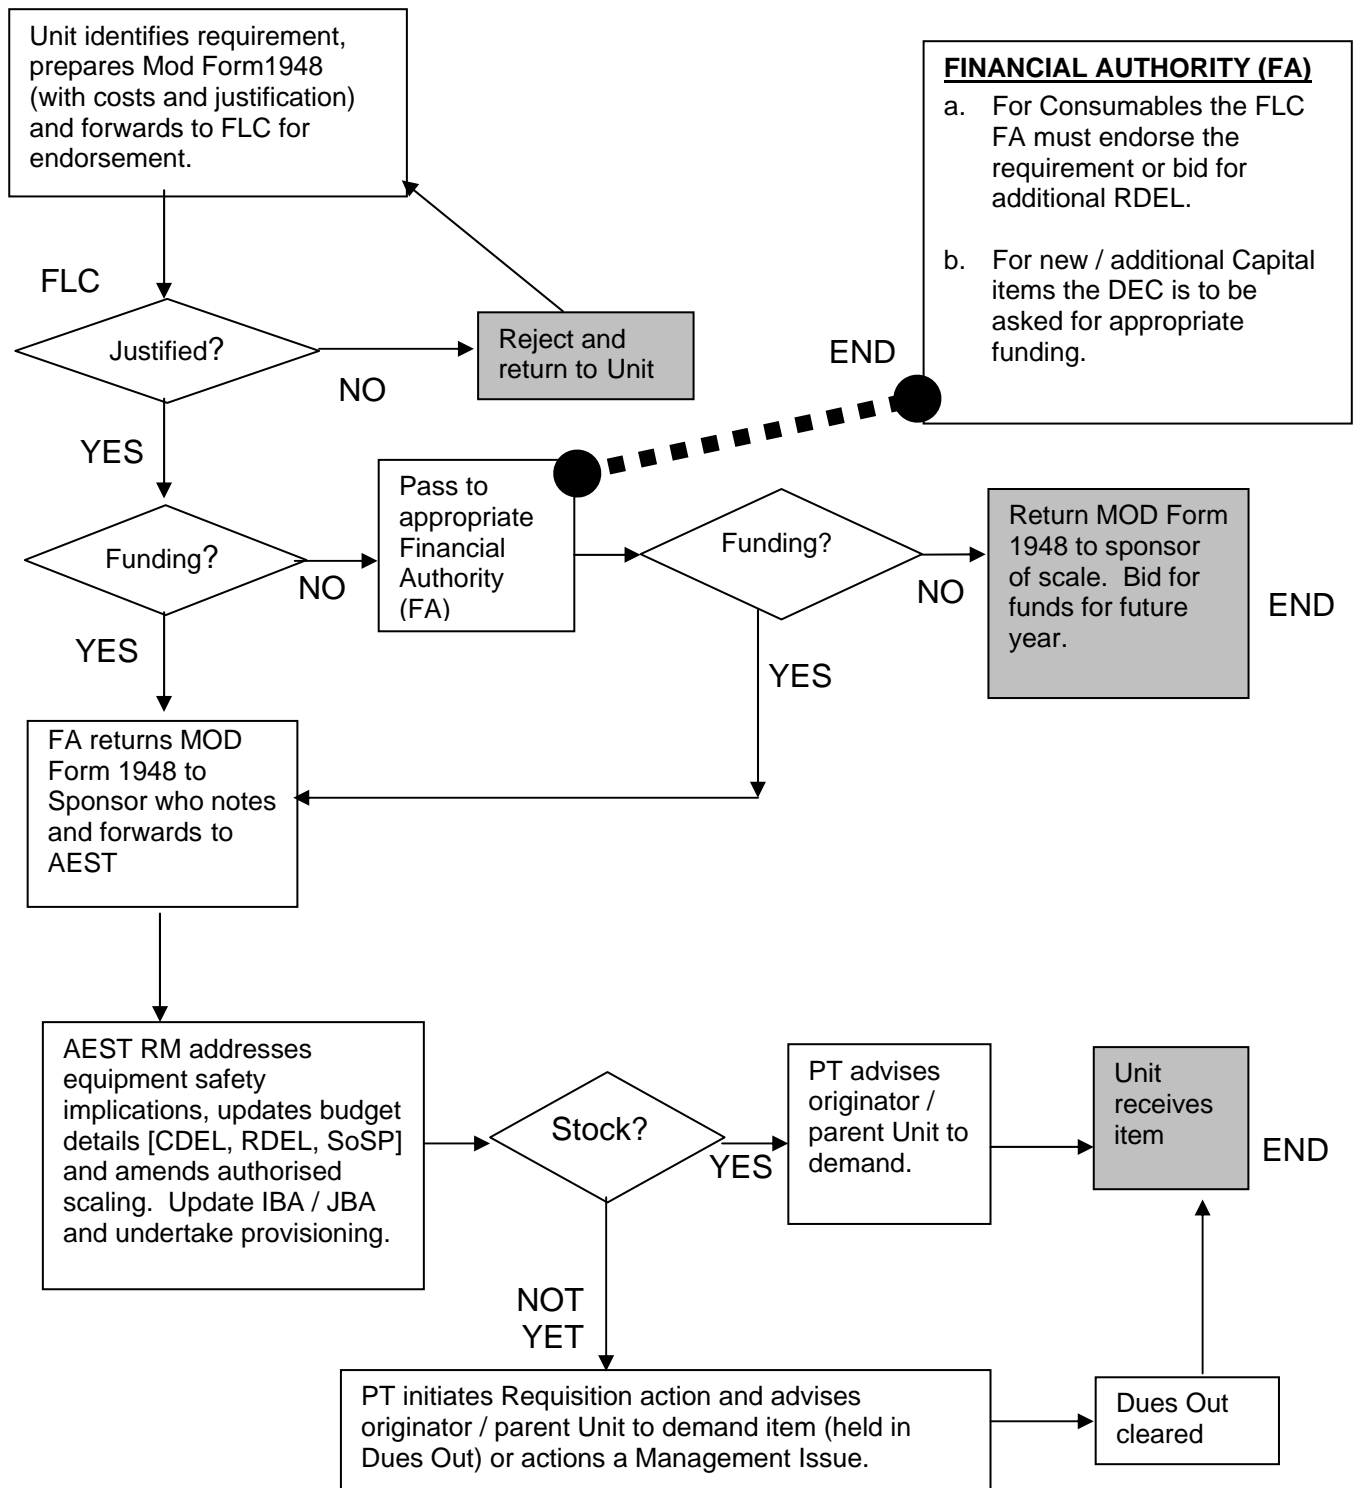 Unit identifies requirement,
prepares Mod Form1948
(with costs and justification)
and forwards to FLC for
endorsement.
FINANCIAL AUTHORITY (FA)
a. For Consumables the FLC
FA must endorse the
requirement or bid for
additional RDEL.
b. For new / additional Capital
items the DEC is to be
asked for appropriate
funding.
FLC
Justified?
NO
Reject and
return to Unit
END
YES
Funding?
NO
Pass to
appropriate
Financial
Authority
(FA)
Funding?
NO
Return MOD Form
1948 to sponsor
of scale. Bid for
funds for future
year.
END
YES
YES
FA returns MOD
Form 1948 to
Sponsor who notes
and forwards to
AEST
AEST RM addresses
equipment safety
implications, updates budget
details [CDEL, RDEL, SoSP]
and amends authorised
scaling. Update IBA / JBA
and undertake provisioning.
Stock?
YES
PT advises
originator /
parent Unit to
demand.
Unit
receives
item
END
NOT
YET
PT initiates Requisition action and advises
originator / parent Unit to demand item (held in
Dues Out) or actions a Management Issue.
Dues Out
cleared